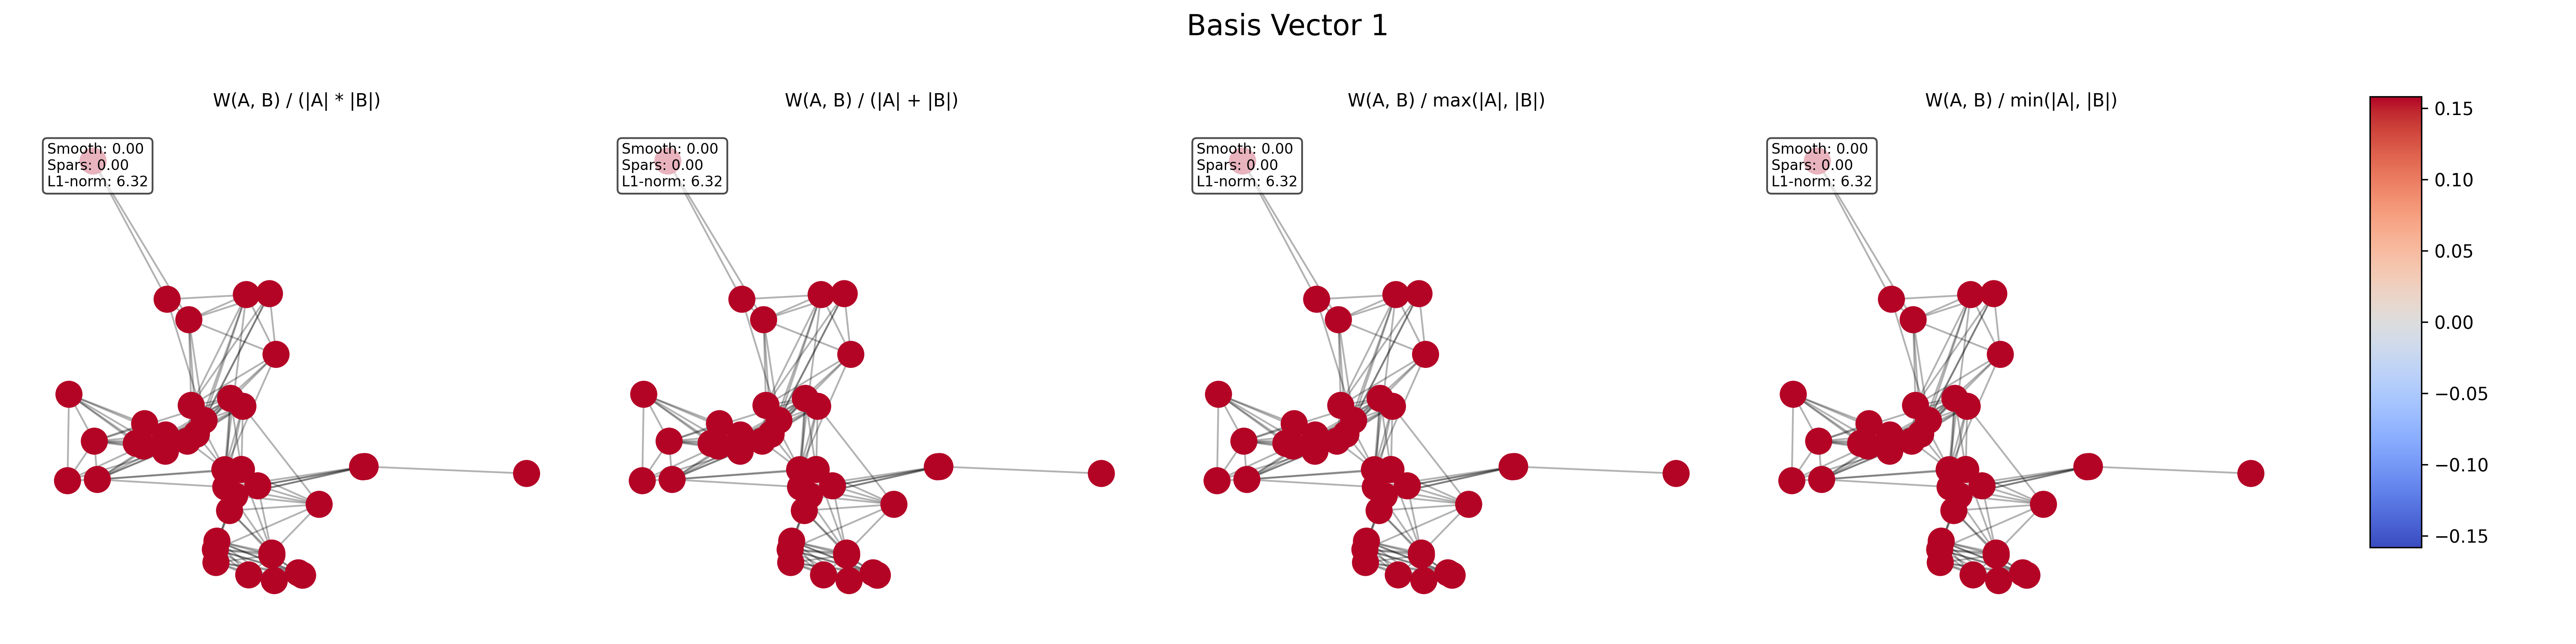 Basis Vector 1
W(A, B) / (|A| * |B|)
W(A, B) / (|A| + |B|)
W(A, B) / max(|A|, |B|)
W(A, B) / min(|A|, |B|)
Smooth: 0.00
Spars: 0.00
L1-norm: 6.32
Smooth: 0.00
Spars: 0.00
L1-norm: 6.32
Smooth: 0.00
Spars: 0.00
L1-norm: 6.32
Smooth: 0.00
Spars: 0.00
L1-norm: 6.32
0.15
0.10
0.05
0.00
−0.05
−0.10
−0.15